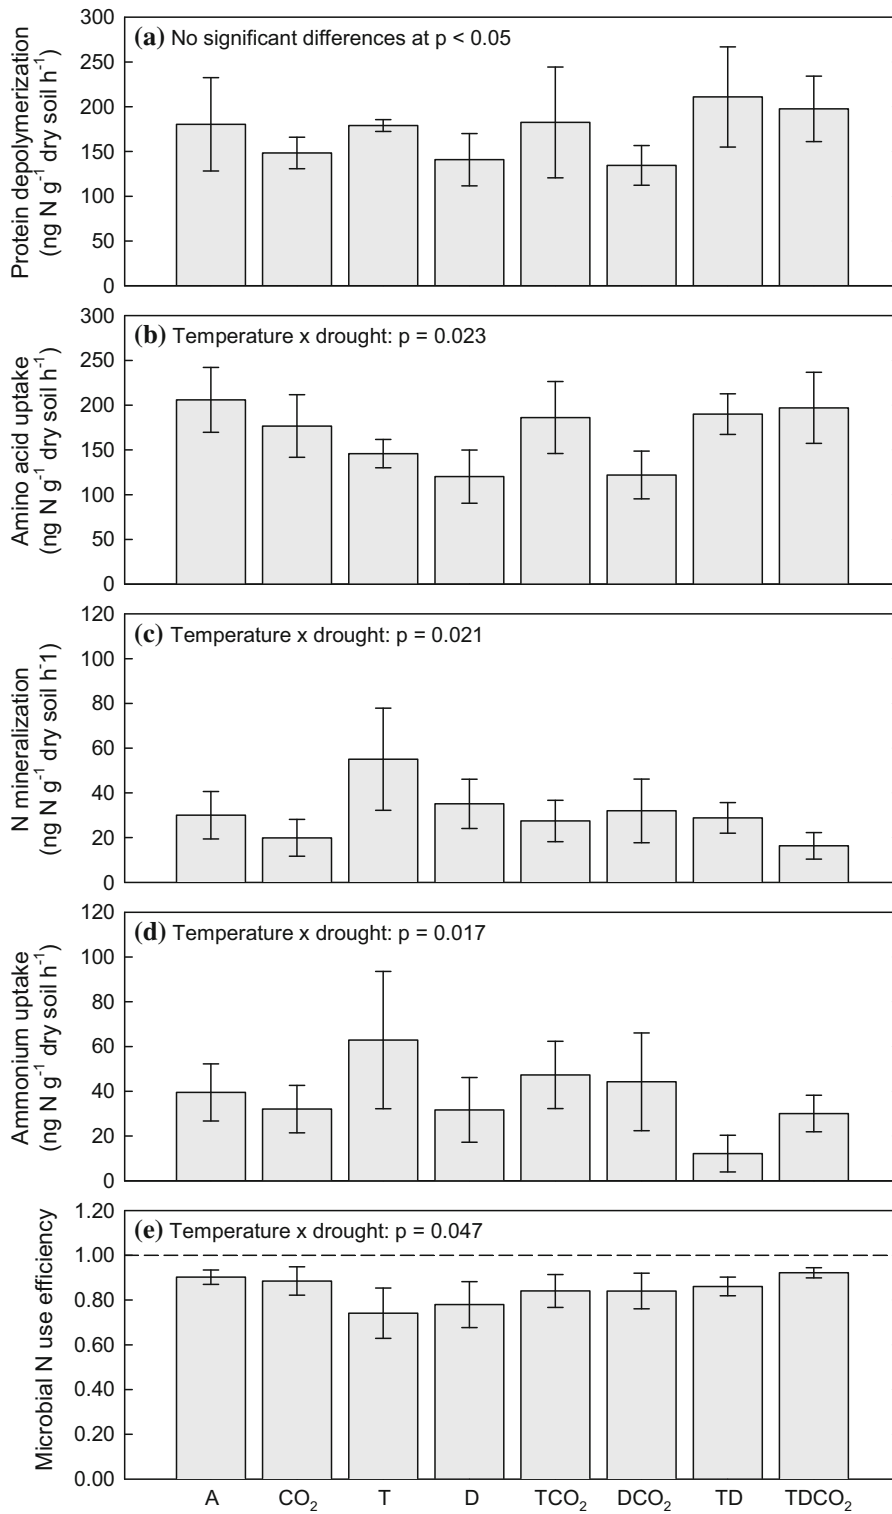 Protein depolymerization
(ng N g⁻¹ dry soil h⁻¹)
300
250
200
150
100
50
0
(a) No significant differences at p < 0.05
Amino acid uptake
(ng N g⁻¹ dry soil h⁻¹)
300
250
200
150
100
50
0
(b) Temperature x drought: p = 0.023
N mineralization
(ng N g⁻¹ dry soil h⁻1)
120
100
80
60
40
20
0
(c) Temperature x drought: p = 0.021
Ammonium uptake
(ng N g⁻¹ dry soil h⁻¹)
120
100
80
60
40
20
0
(d) Temperature x drought: p = 0.017
Microbial N use efficiency
1.20
1.00
0.80
0.60
0.40
0.20
0.00
(e) Temperature x drought: p = 0.047
A CO₂ T D TCO₂ DCO₂ TD TDCO₂